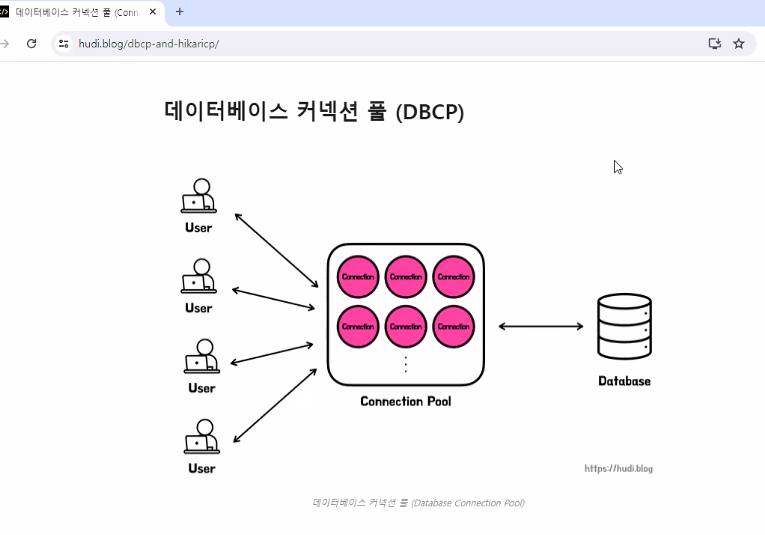 데이터베이스 커넥션 풀 (Conn
hudi.blog/dbcp-and-hikaricp/
데이터베이스 커넥션 풀 (DBCP)
User
User
User
User
Connection Connection Connection
Connection Connection Connection
Connection Pool
Database
https://hudi.blog
데이터베이스 커넥션 풀 (Database Connection Pool)